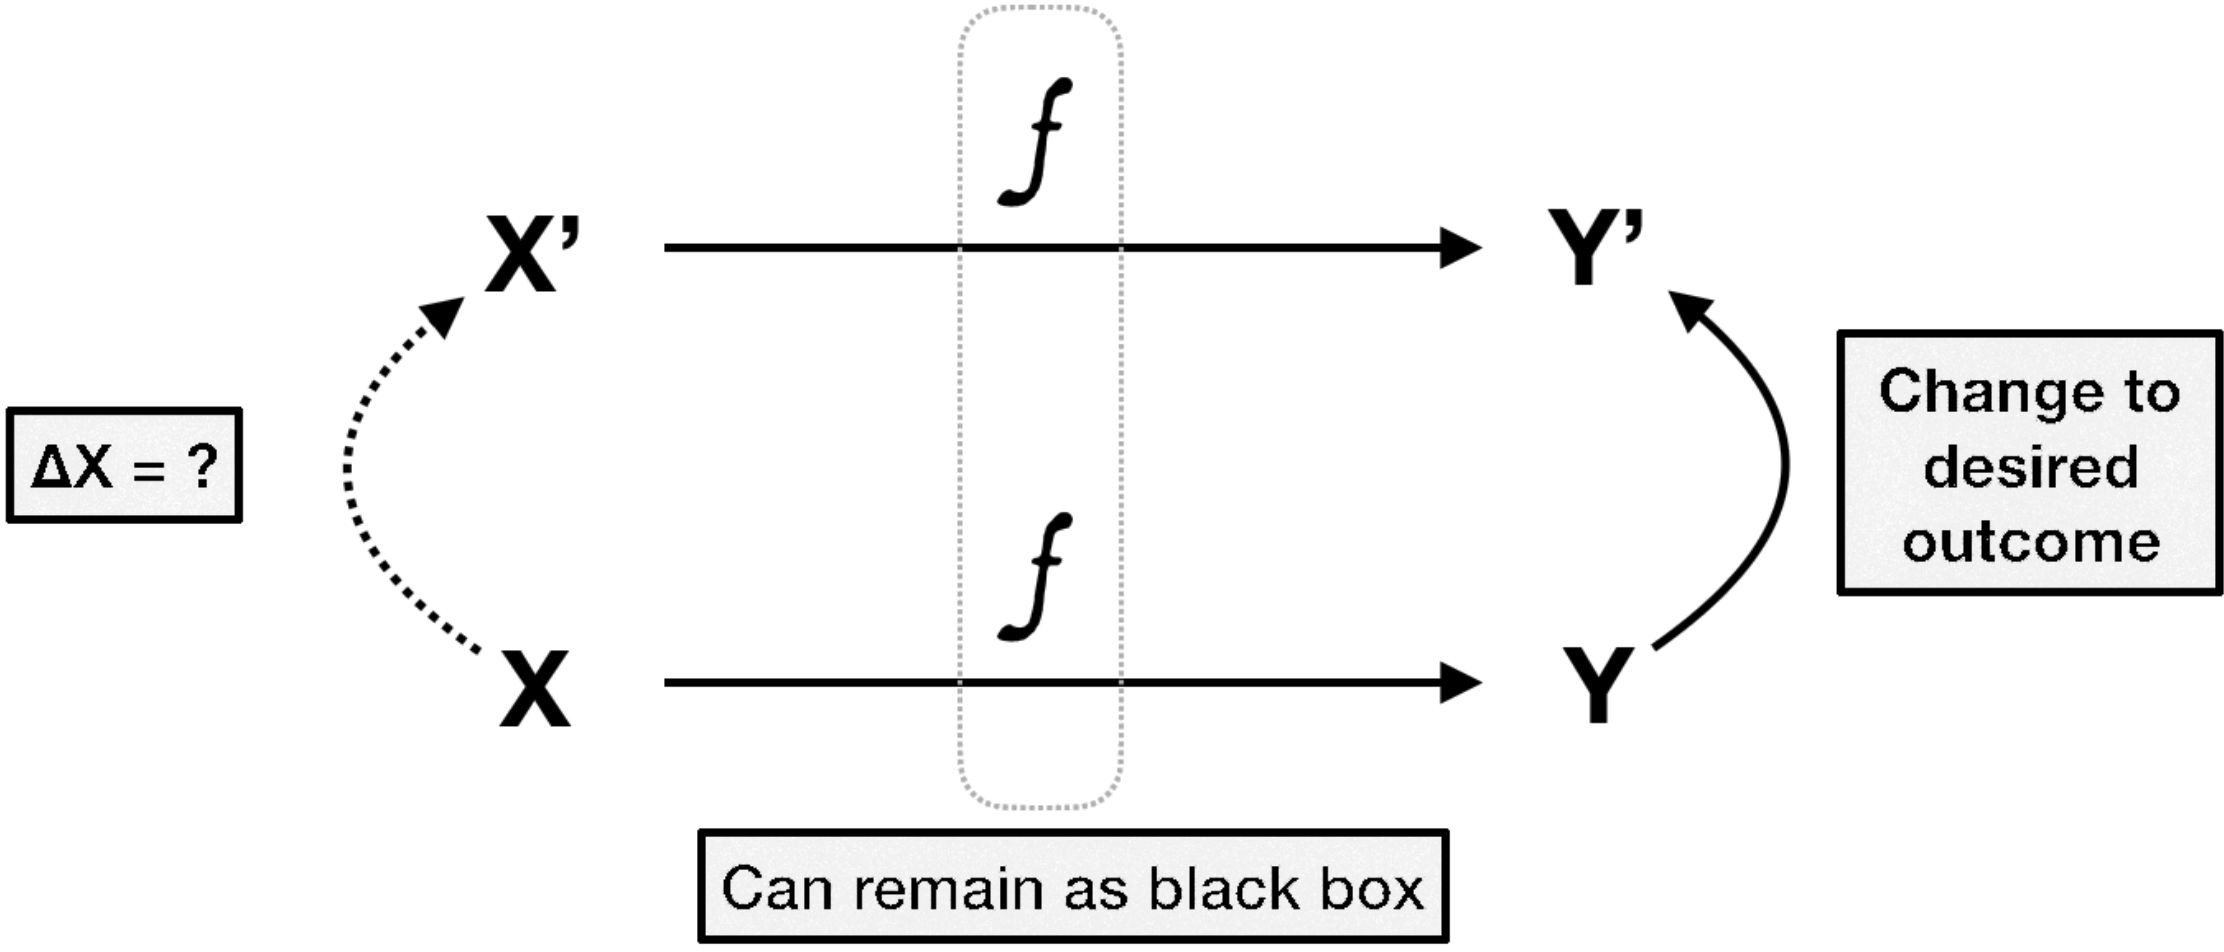 f
X’
Y’
ΔX = ?
Change to
desired
outcome
f
X
Y
Can remain as black box